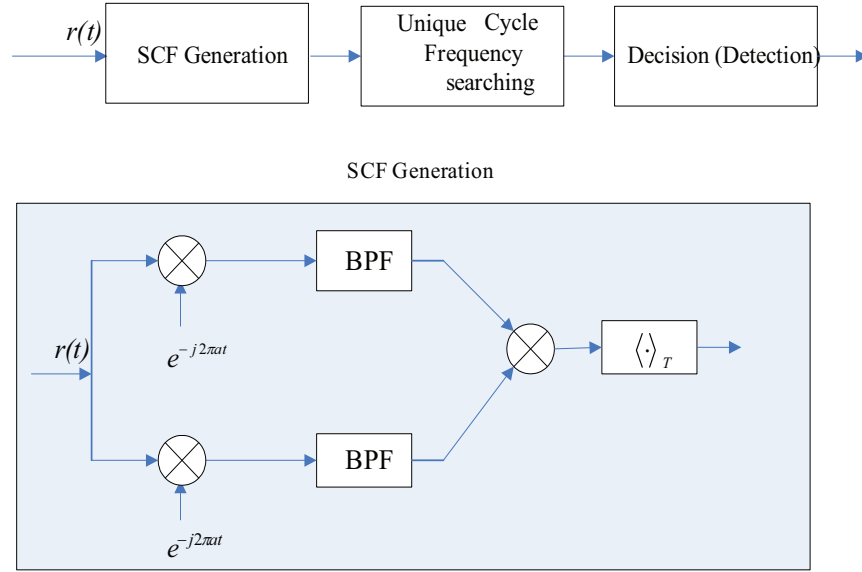 r(t)
SCF Generation
Unique Cycle
Frequency
searching
Decision (Detection)
SCF Generation
BPF
e^{-j2πat}
r(t)
⟨·⟩_T
BPF
e^{-j2πat}